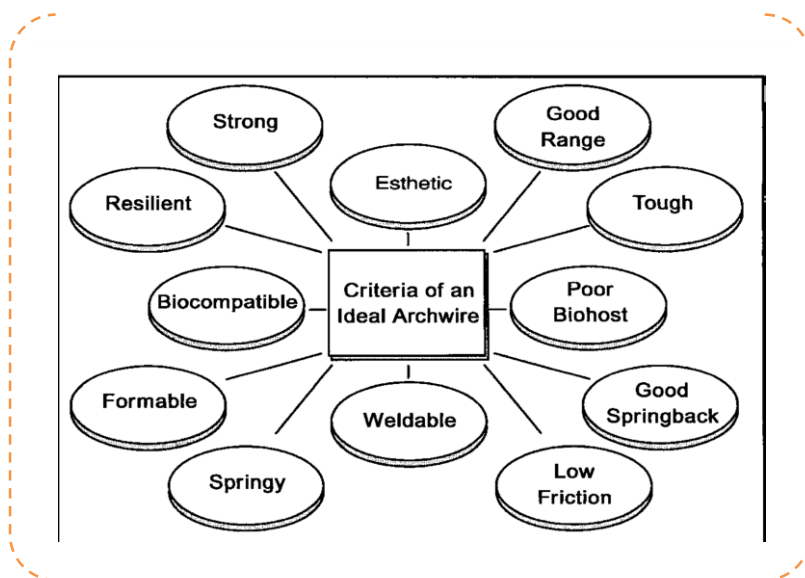 Strong
Good
Range
Esthetic
Resilient
Tough
Criteria of an
Ideal Archwire
Biocompatible
Poor
Biohost
Formable
Good
Springback
Weldable
Springy
Low
Friction